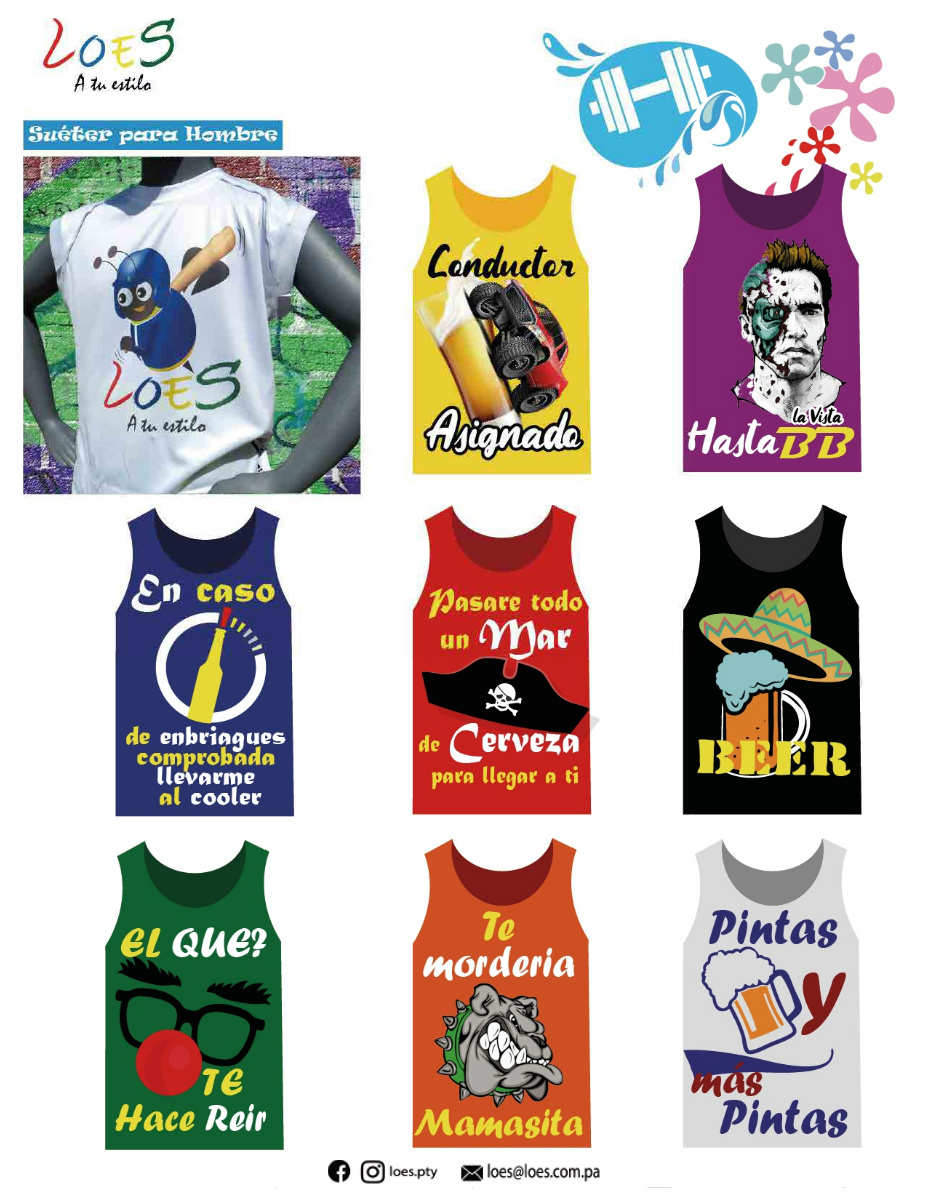 LOES
A tu estilo
Suéter para Hombre
LOES
A tu estilo
Conductor
Asignado
la Vista
Hasta BB
En caso
de enbriagues
comprobada
llevarme
al cooler
Pasare todo
un Mar
de Cerveza
para llegar a ti
BEER
EL QUE?
TE
Hace Reir
Te
morderia
Mamasita
Pintas
y
más
Pintas
loes.pty loes@loes.com.pa